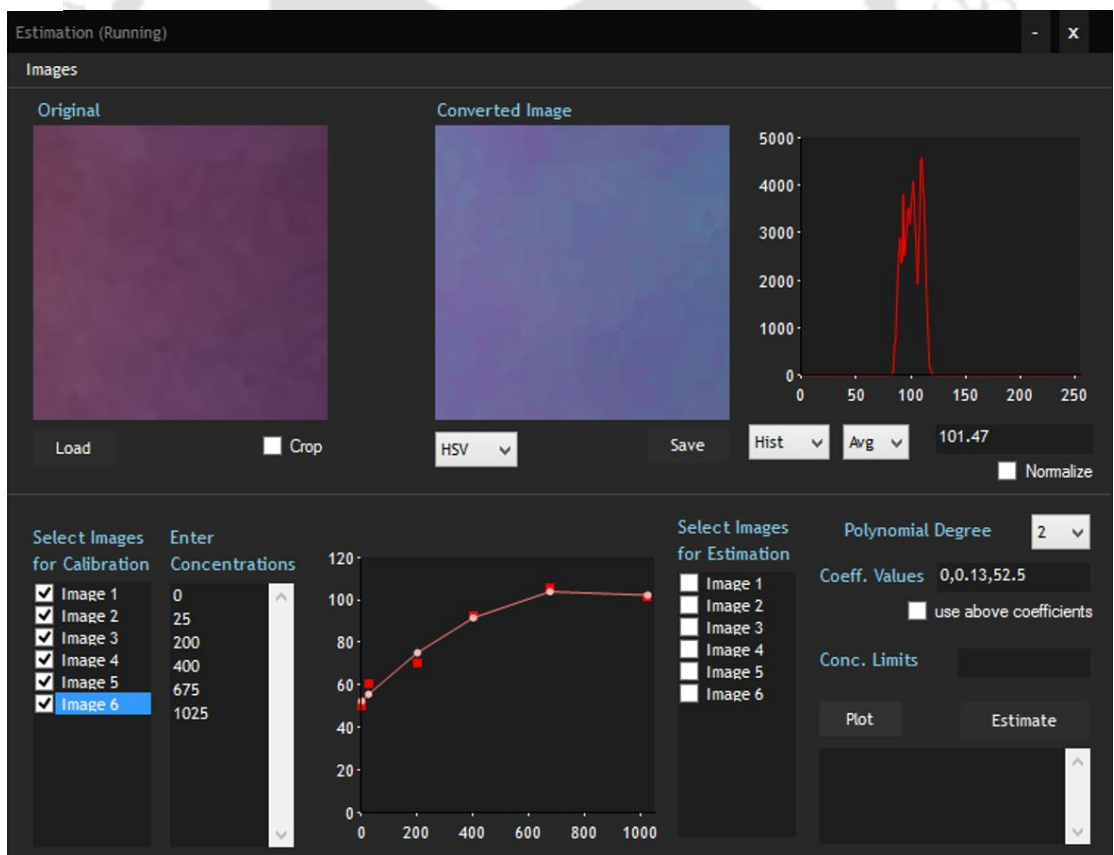 Estimation (Running)
- x
Images
Original
Converted Image
5000
4000
3000
2000
1000
0
0 50 100 150 200 250
Load
Crop
HSV
Save
Hist
Avg
101.47
Normalize
Select Images
for Calibration
Image 1
Image 2
Image 3
Image 4
Image 5
Image 6
Enter
Concentrations
0
25
200
400
675
1025
120
100
80
60
40
20
0
0 200 400 600 800 1000
Select Images
for Estimation
Image 1
Image 2
Image 3
Image 4
Image 5
Image 6
Polynomial Degree 2
Coeff. Values 0,0.13,52.5
use above coefficients
Conc. Limits
Plot
Estimate